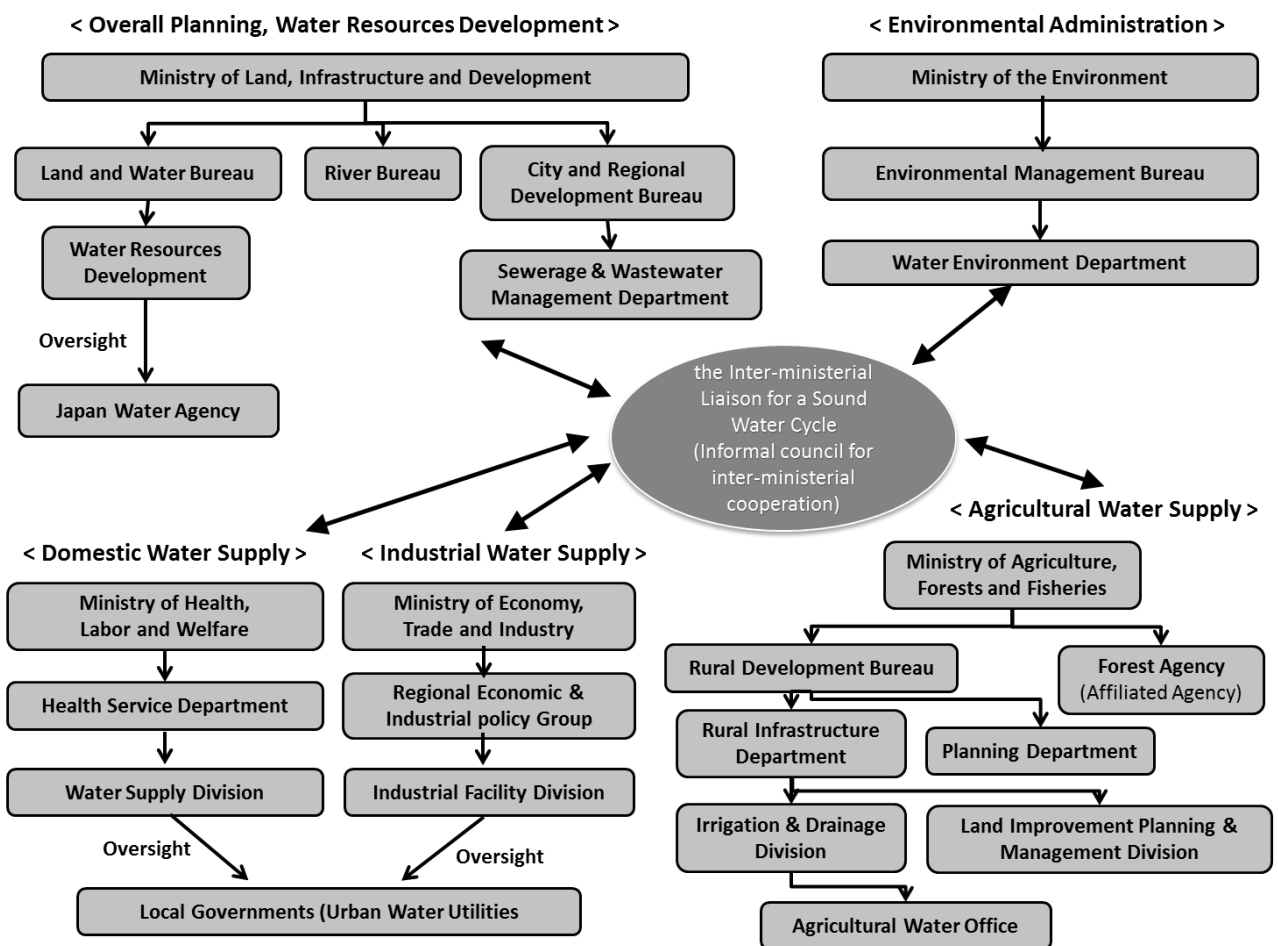 < Overall Planning, Water Resources Development >
Ministry of Land, Infrastructure and Development
Land and Water Bureau
River Bureau
City and Regional
Development Bureau
Water Resources
Development
Sewerage & Wastewater
Management Department
Oversight
Japan Water Agency
< Environmental Administration >
Ministry of the Environment
Environmental Management Bureau
Water Environment Department
the Inter-ministerial
Liaison for a Sound
Water Cycle
(Informal council for
inter-ministerial
cooperation)
< Domestic Water Supply >
Ministry of Health,
Labor and Welfare
Health Service Department
Water Supply Division
Oversight
< Industrial Water Supply >
Ministry of Economy,
Trade and Industry
Regional Economic &
Industrial policy Group
Industrial Facility Division
Oversight
Local Governments (Urban Water Utilities
< Agricultural Water Supply >
Ministry of Agriculture,
Forests and Fisheries
Rural Development Bureau
Forest Agency
(Affiliated Agency)
Rural Infrastructure
Department
Planning Department
Irrigation & Drainage
Division
Land Improvement Planning &
Management Division
Agricultural Water Office